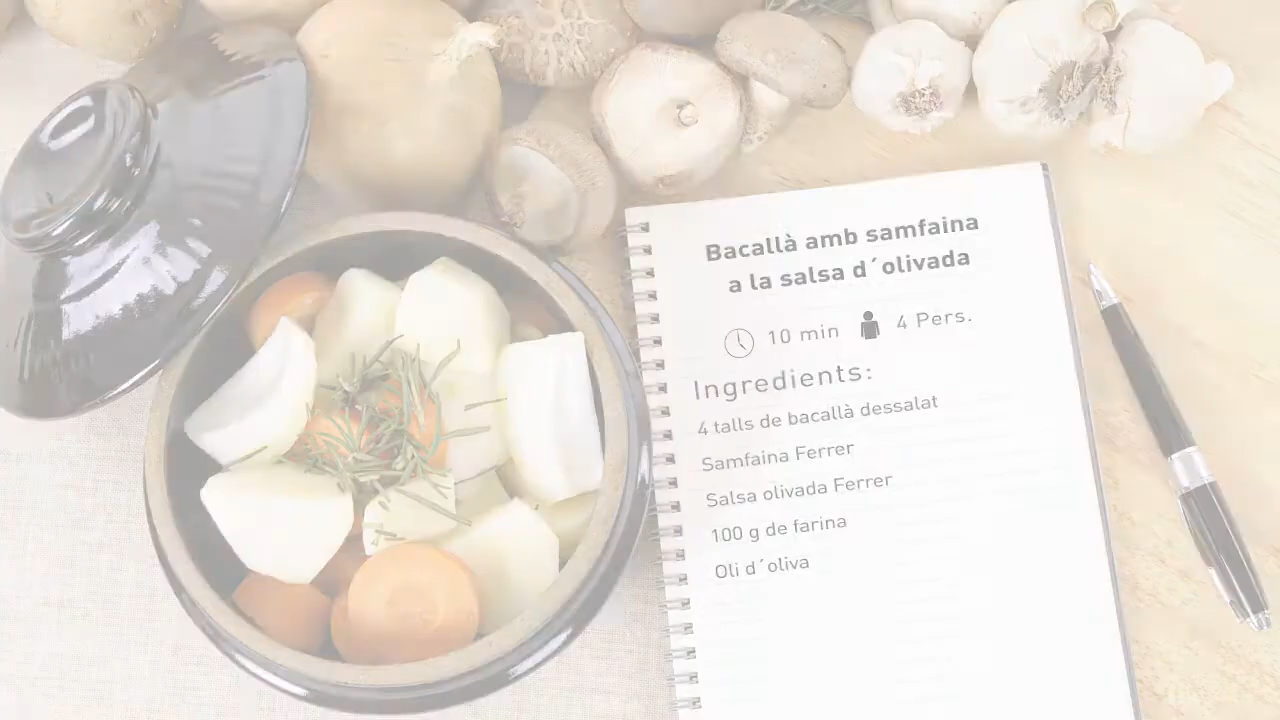 Bacallà amb samfaina
a la salsa d´olivada
10 min 4 Pers.
Ingredients:
4 talls de bacallà dessalat
Samfaina Ferrer
Salsa olivada Ferrer
100 g de farina
Oli d´oliva